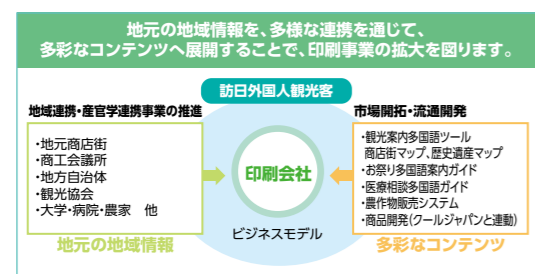 地元の地域情報を、多様な連携を通じて、
多彩なコンテンツへ展開することで、印刷事業の拡大を図ります。
訪日外国人観光客
地域連携・産官学連携事業の推進
・地元商店街
・商工会議所
・地方自治体
・観光協会
・大学・病院・農家　他
地元の地域情報
印刷会社
ビジネスモデル
市場開拓・流通開発
・観光案内多国語ツール
商店街マップ、歴史遺産マップ
・お祭り多国語案内ガイド
・医療相談多国語ガイド
・農作物販売システム
・商品開発(クールジャパンと連動)
多彩なコンテンツ